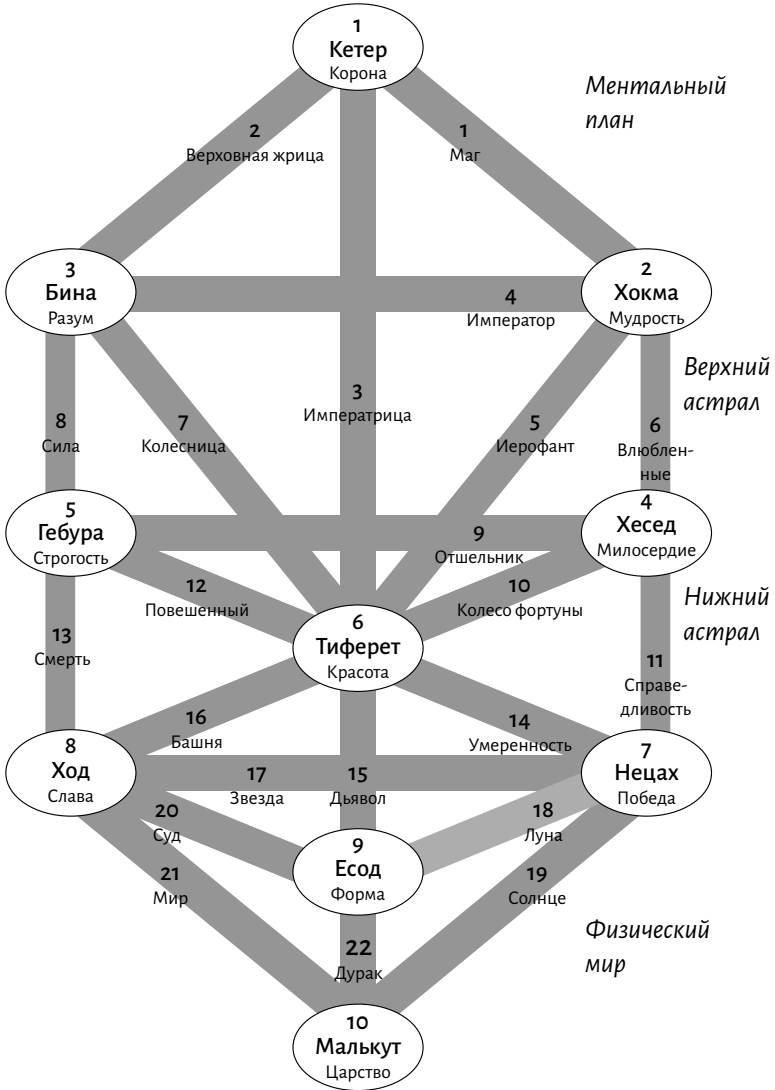 1
Кетер
Корона
Ментальный
план
2
Верховная жрица
1
Маг
3
Бина
Разум
2
Хокма
Мудрость
4
Император
Верхний
астрал
3
Императрица
8
Сила
7
Колесница
5
Иерофант
6
Влюблен-
ные
5
Гебура
Строгость
4
Хесед
Милосердие
9
Отшельник
12
Повешенный
10
Колесо фортуны
Нижний
астрал
6
Тиферет
Красота
13
Смерть
11
Справе-
дливость
16
Башня
14
Умеренность
8
Ход
Слава
7
Нецах
Победа
17
Звезда
15
Дьявол
20
Суд
18
Луна
9
Есод
Форма
21
Мир
19
Солнце
Физический
мир
22
Дурак
10
Малькут
Царство